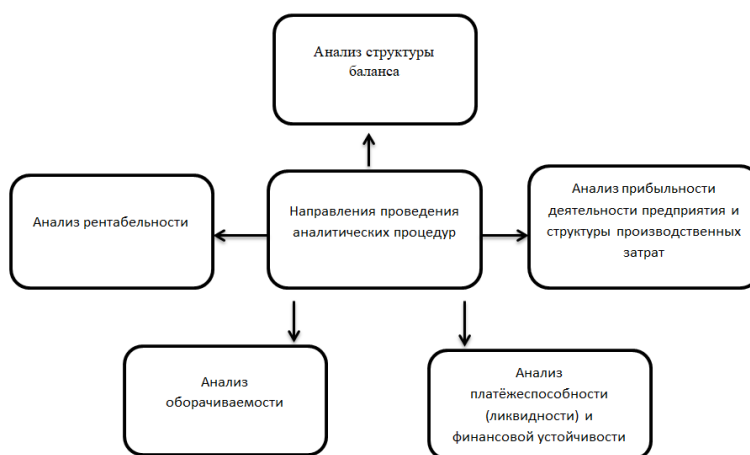 Анализ структуры
баланса
Анализ рентабельности
Направления проведения
аналитических процедур
Анализ прибыльности
деятельности предприятия и
структуры производственных
затрат
Анализ
оборачиваемости
Анализ
платёжеспособности
(ликвидности) и
финансовой устойчивости